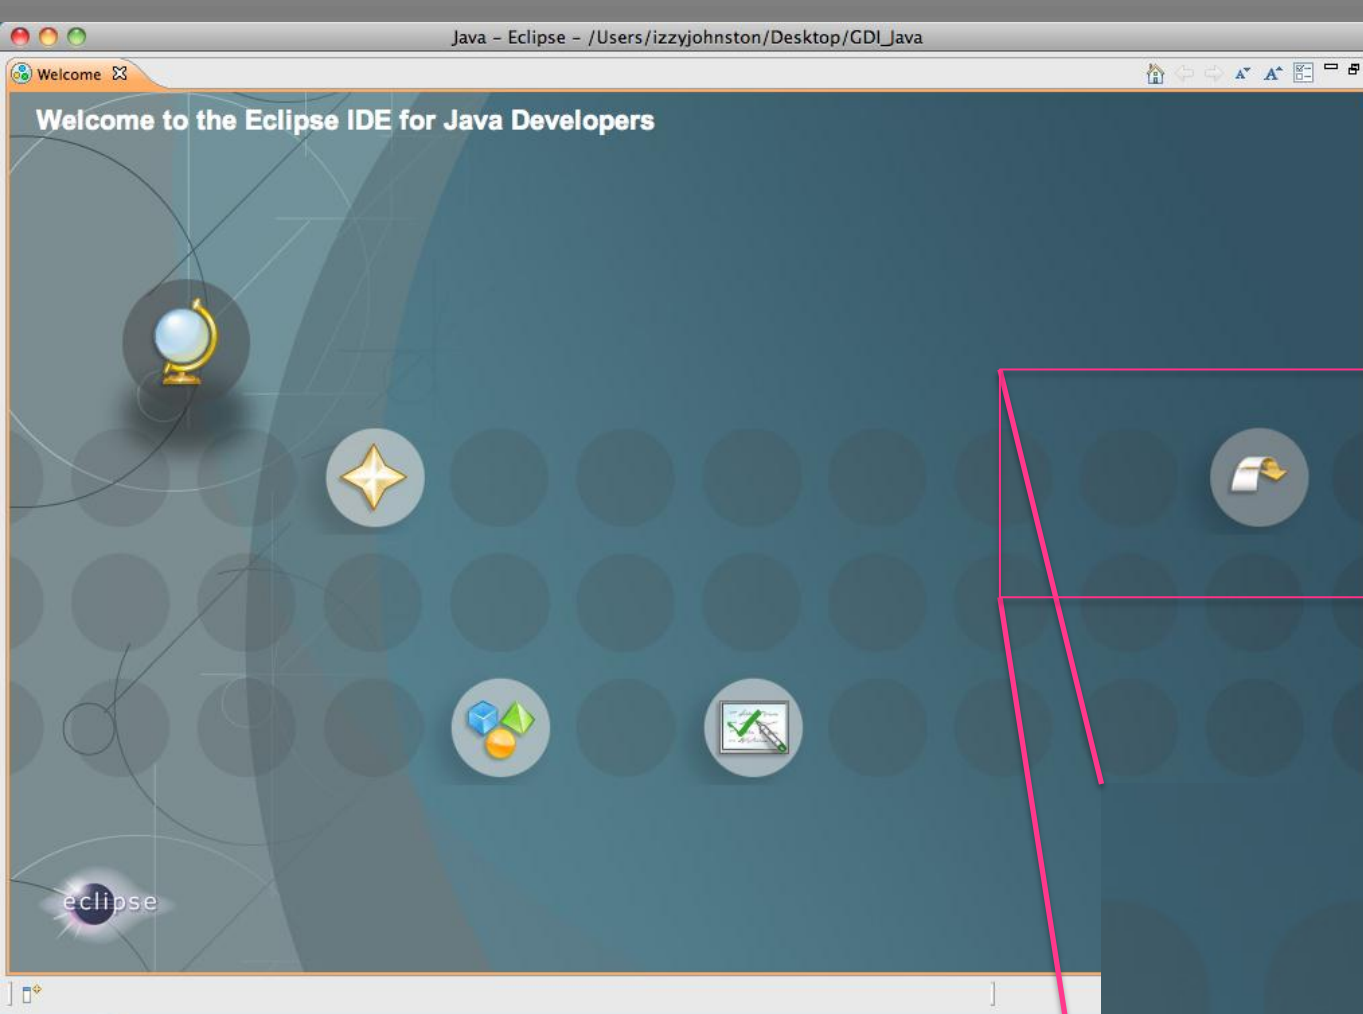 Java – Eclipse – /Users/izzyjohnston/Desktop/GDI_Java
Welcome
Welcome to the Eclipse IDE for Java Developers
eclipse